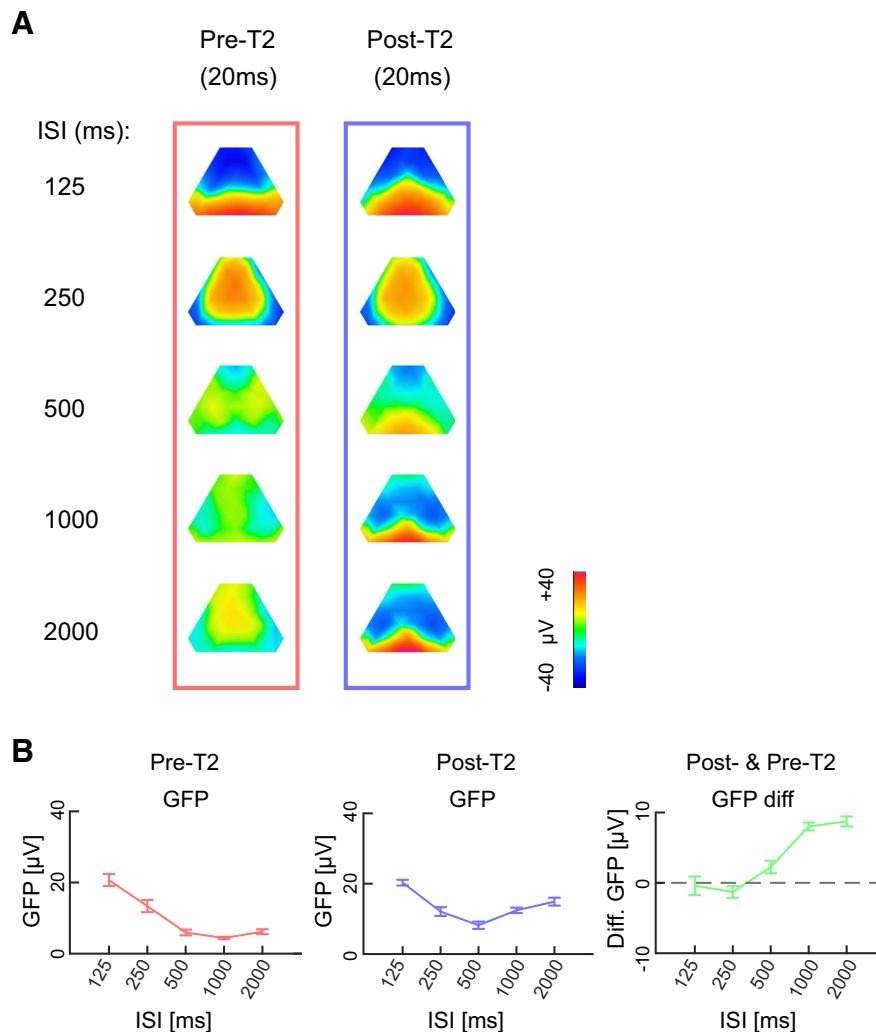 A
Pre-T2
(20ms)
Post-T2
(20ms)
ISI (ms):
125
250
500
1000
2000
-40 µV +40
B
Pre-T2
GFP
GFP [µV]
40
20
0
125 250 500 1000 2000
ISI [ms]
Post-T2
GFP
GFP [µV]
40
20
0
125 250 500 1000 2000
ISI [ms]
Post- & Pre-T2
GFP diff
Diff. GFP [µV]
10
0
-10
125 250 500 1000 2000
ISI [ms]